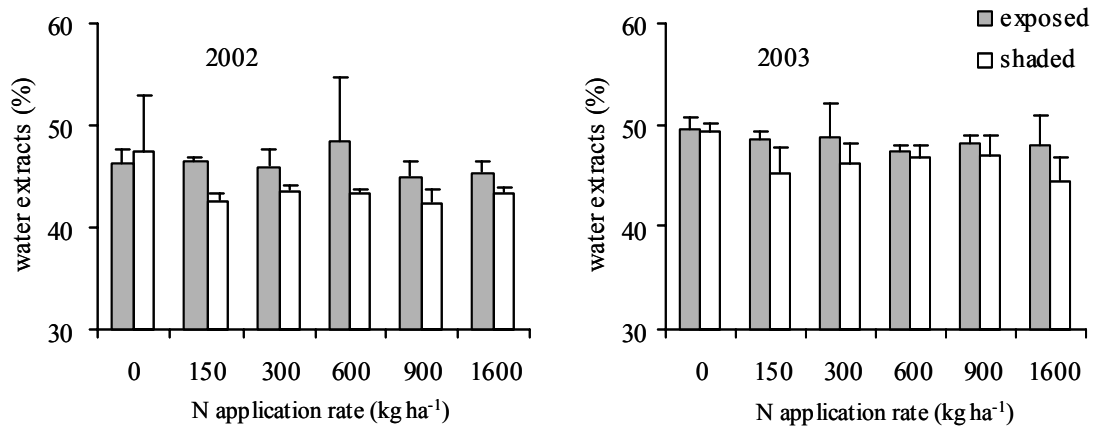 60
50
40
30
water extracts (%)
2002
0 150 300 600 900 1600
N application rate (kg ha-1)
60
50
40
30
water extracts (%)
2003
exposed
shaded
0 150 300 600 900 1600
N application rate (kg ha-1)